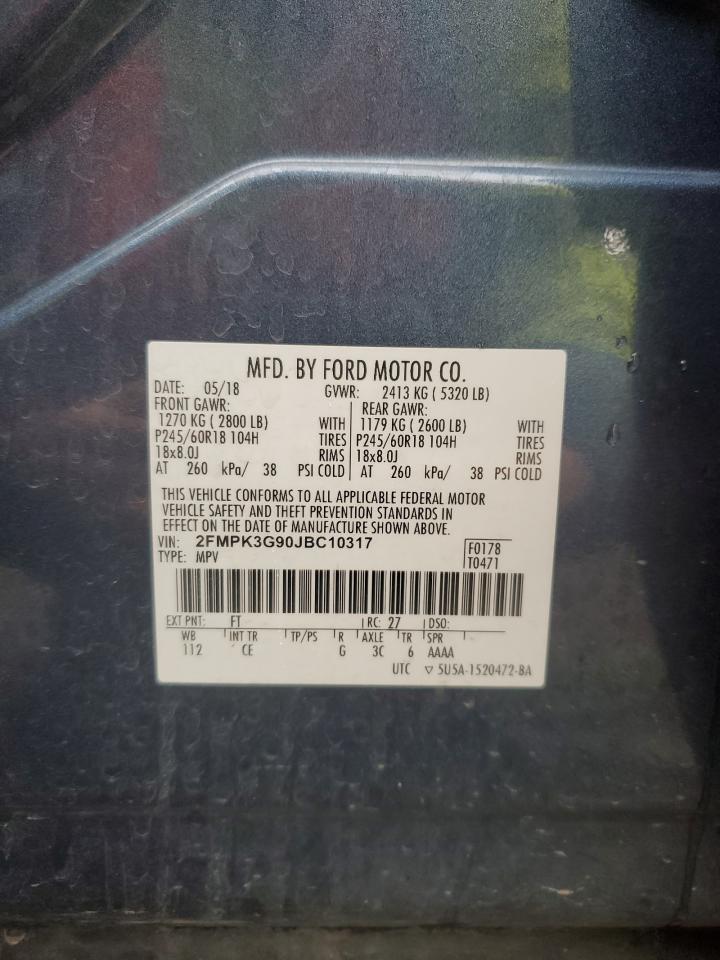 MFD. BY FORD MOTOR CO.
DATE: 05/18 GVWR: 2413 KG ( 5320 LB)
FRONT GAWR: REAR GAWR:
1270 KG ( 2800 LB) WITH 1179 KG ( 2600 LB) WITH
P245/60R18 104H TIRES P245/60R18 104H TIRES
18x8.0J RIMS 18x8.0J RIMS
AT 260 kPa/ 38 PSI COLD AT 260 kPa/ 38 PSI COLD
THIS VEHICLE CONFORMS TO ALL APPLICABLE FEDERAL MOTOR
VEHICLE SAFETY AND THEFT PREVENTION STANDARDS IN
EFFECT ON THE DATE OF MANUFACTURE SHOWN ABOVE.
VIN: 2FMPK3G90JBC10317 F0178
TYPE: MPV T0471
EXT PNT: FT RC: 27 DSO:
WB INT TR TP/PS R AXLE TR SPR
112 CE G 3C 6 AAAA
UTC ▽ 5U5A-1520472-BA